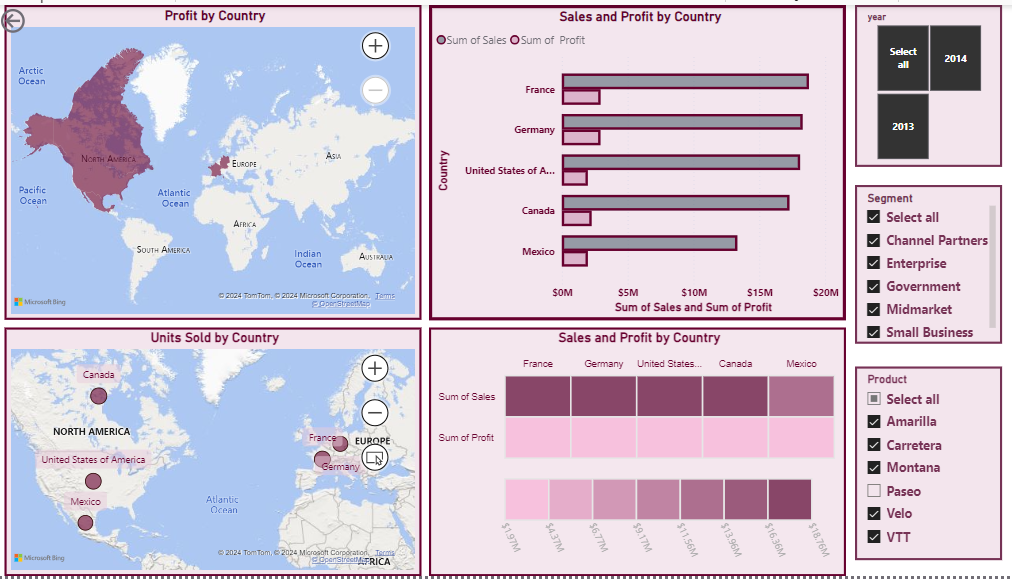 Profit by Country
Arctic
Ocean
NORTH AMERICA
EUROPE
ASIA
Pacific
Ocean
Atlantic
Ocean
AFRICA
SOUTH AMERICA
Indian
Ocean
AUSTRALIA
Microsoft Bing
© 2024 TomTom, © 2024 Microsoft Corporation, Terms
© OpenStreetMap
Sales and Profit by Country
Sum of Sales Sum of Profit
Country
France
Germany
United States of A...
Canada
Mexico
$0M $5M $10M $15M $20M
Sum of Sales and Sum of Profit
year
Select
all
2014
2013
Segment
Select all
Channel Partners
Enterprise
Government
Midmarket
Small Business
Units Sold by Country
Canada
NORTH AMERICA
France
EUROPE
United States of America
Germany
Mexico
Atlantic
Ocean
Microsoft Bing
© 2024 TomTom, © 2024 Microsoft Corporation, Terms
© OpenStreetMap
AFRICA
Sales and Profit by Country
France Germany United States... Canada Mexico
Sum of Sales
Sum of Profit
$1.97M $4.37M $6.77M $9.17M $11.56M $13.96M $16.36M $18.76M
Product
Select all
Amarilla
Carretera
Montana
Paseo
Velo
VTT